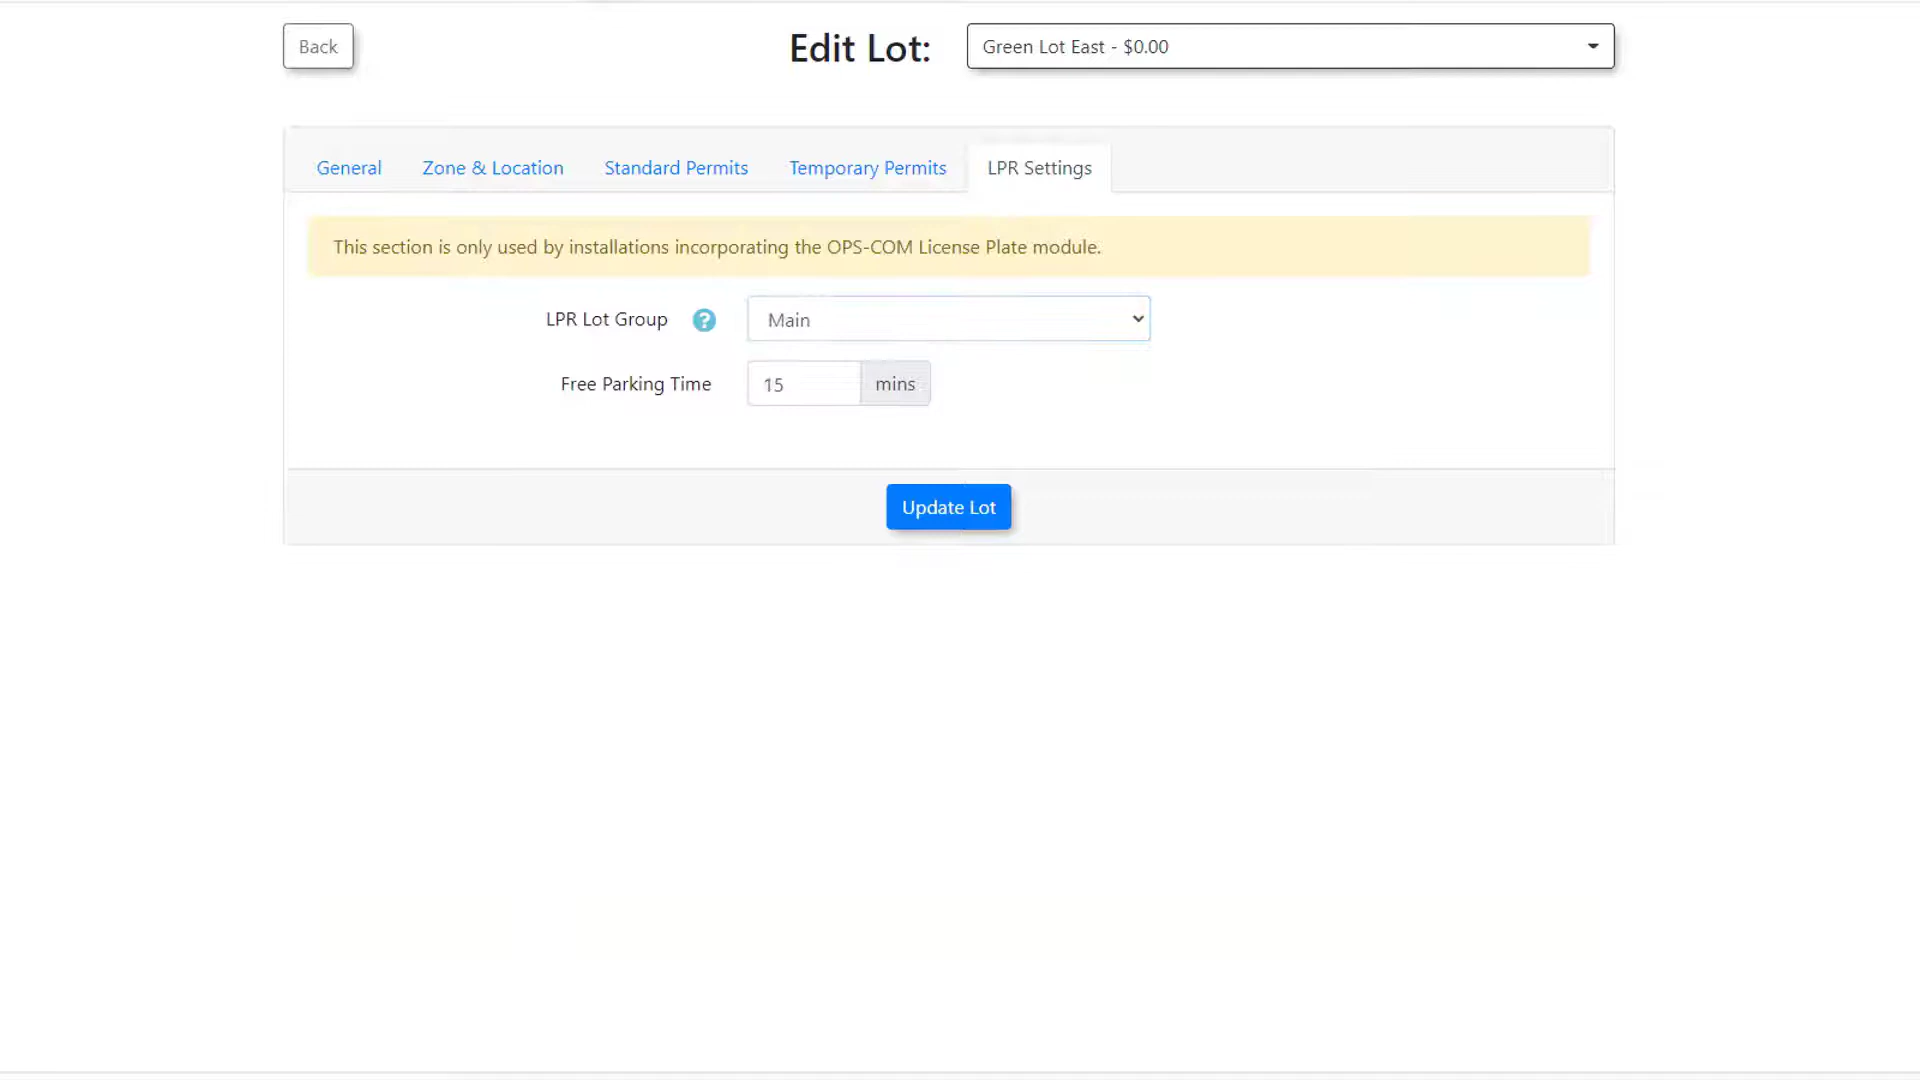 Back
Edit Lot:
Green Lot East - $0.00
General
Zone & Location
Standard Permits
Temporary Permits
LPR Settings
This section is only used by installations incorporating the OPS-COM License Plate module.
LPR Lot Group
?
Main
Free Parking Time
15
mins
Update Lot